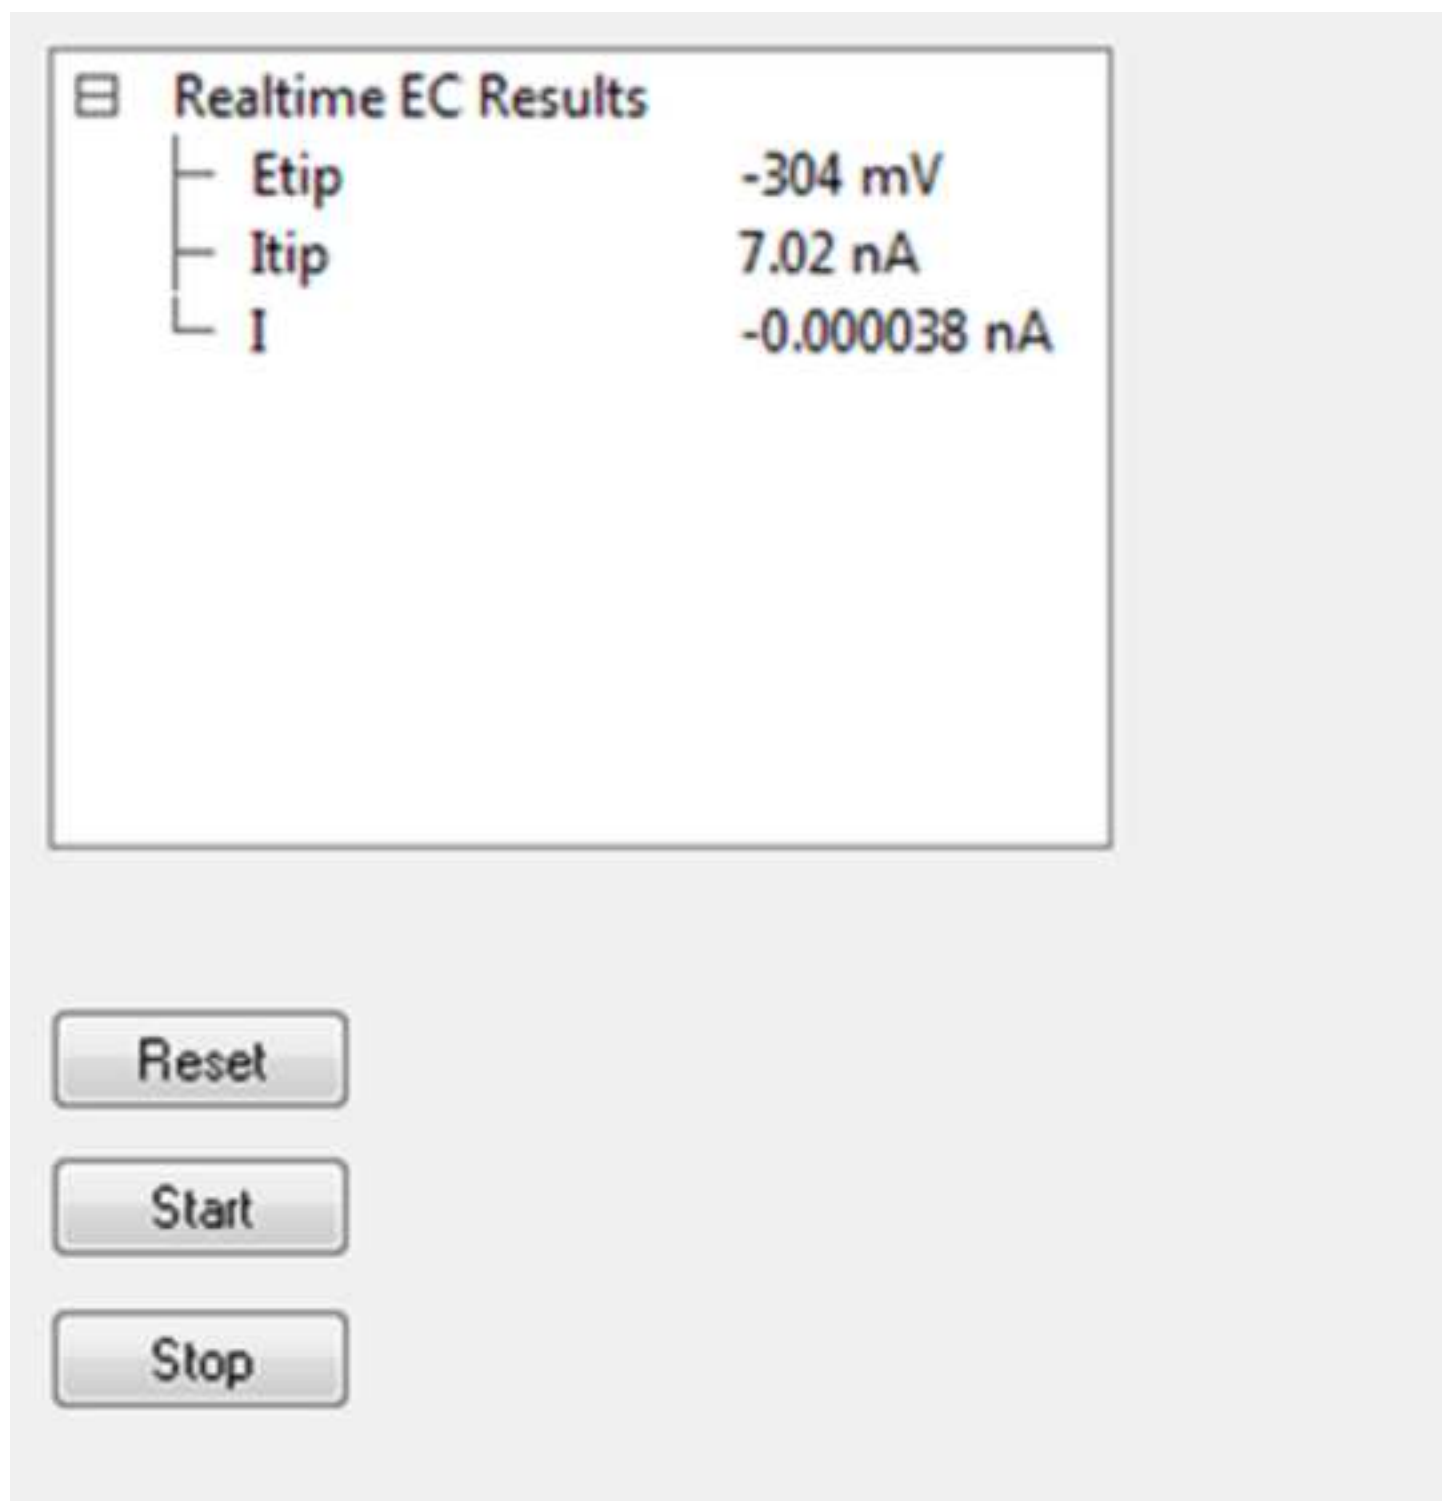 Realtime EC Results
Etip -304 mV
Itip 7.02 nA
I -0.000038 nA
Reset
Start
Stop